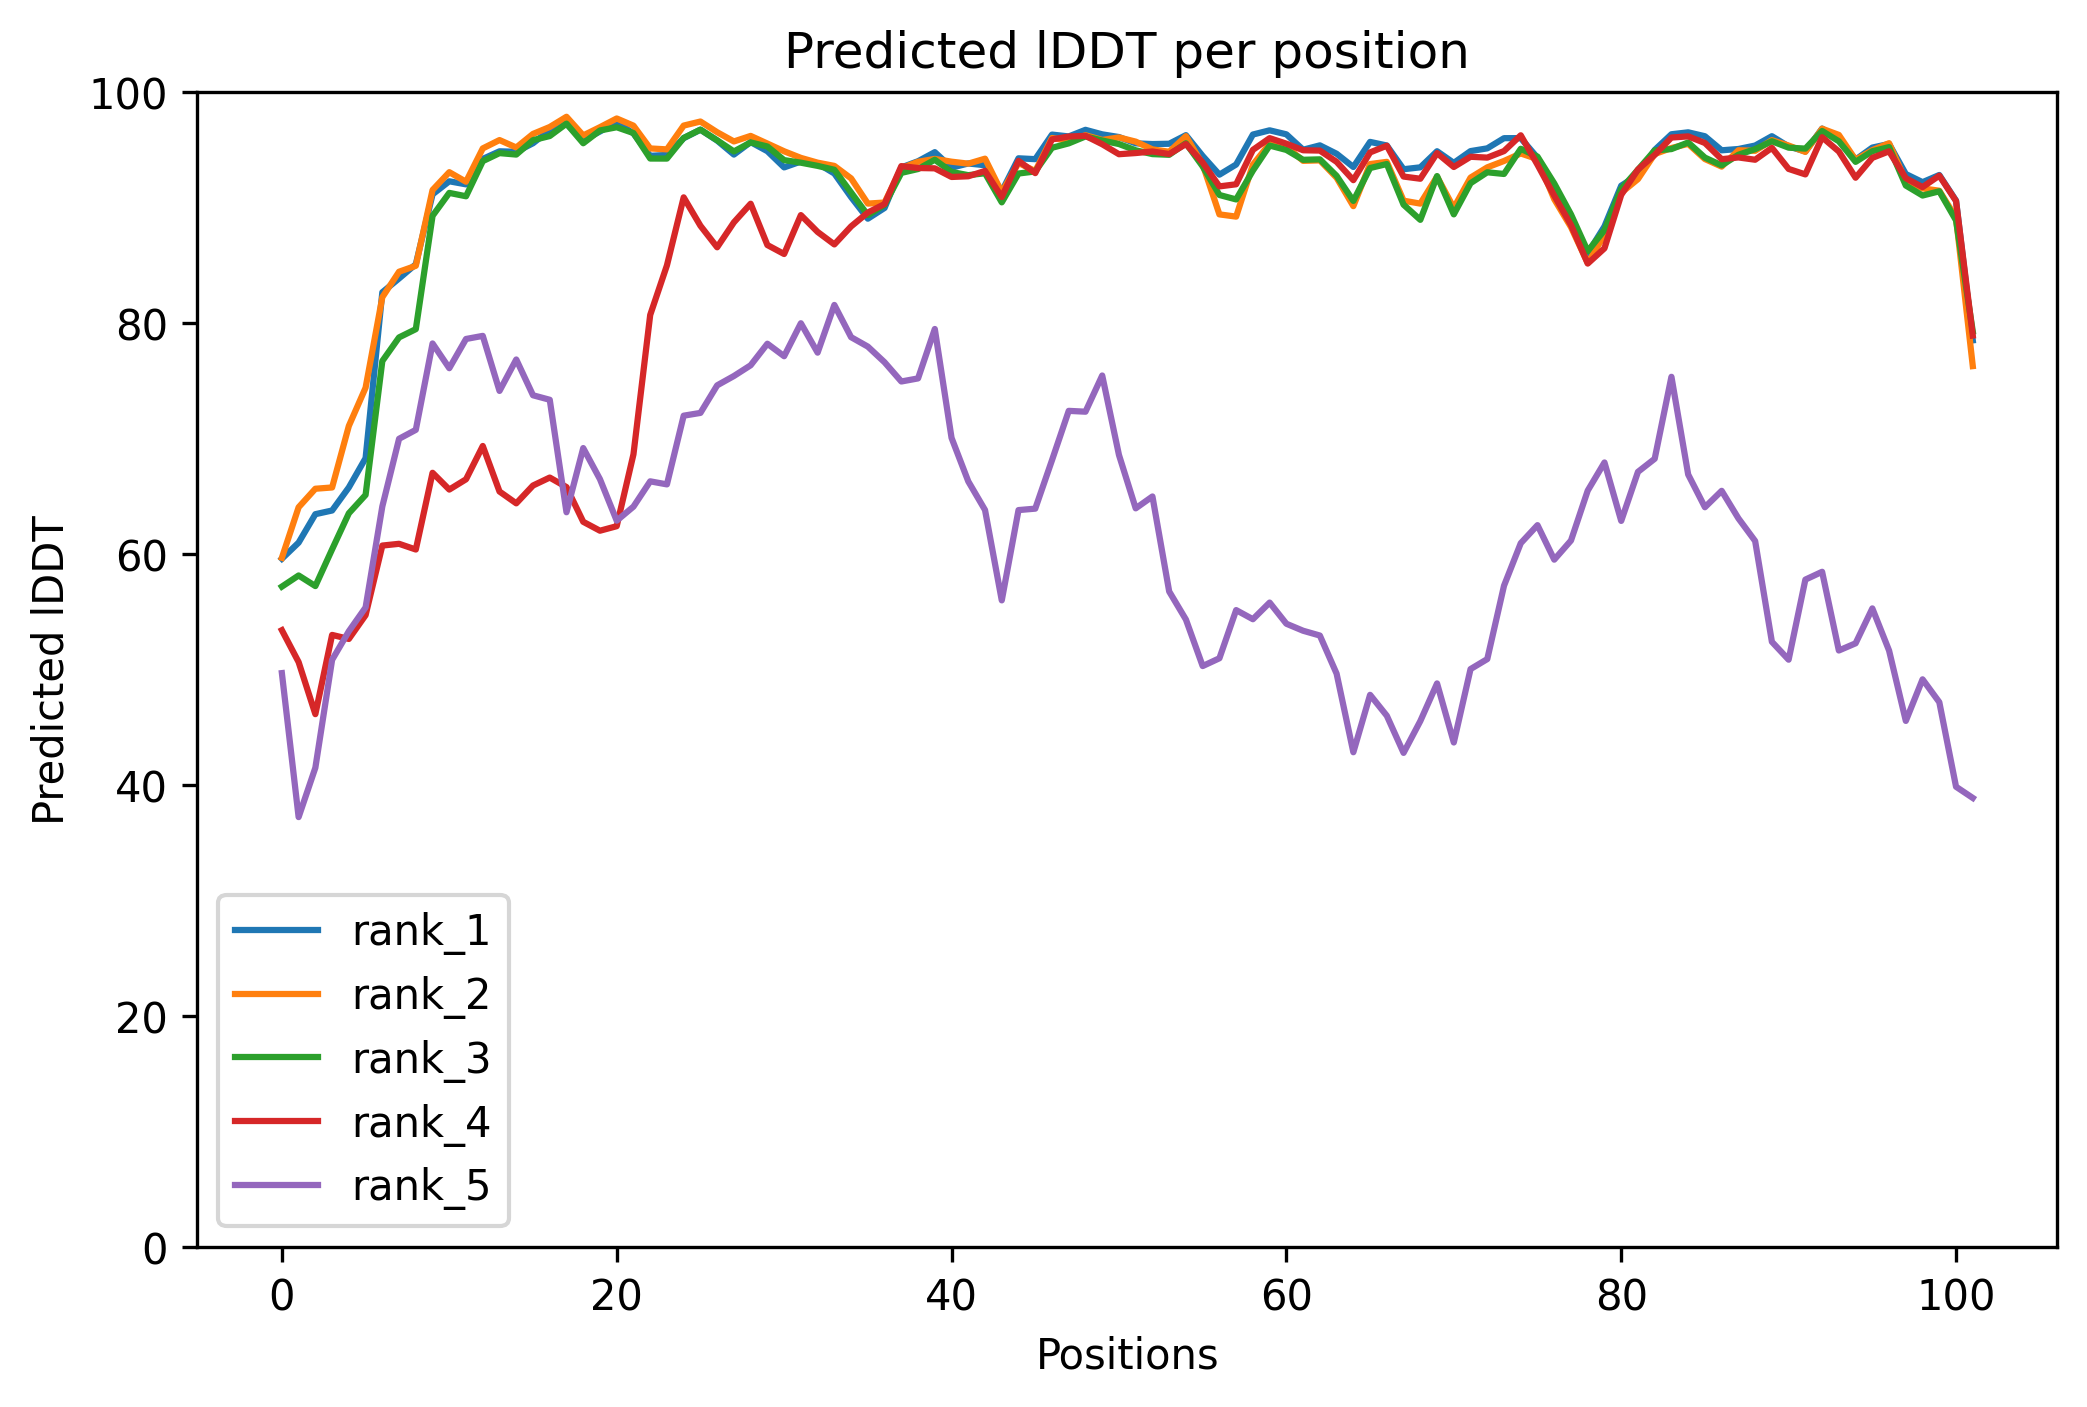 Predicted lDDT per position
100
80
60
40
20
0
Predicted lDDT
rank_1
rank_2
rank_3
rank_4
rank_5
0 20 40 60 80 100
Positions